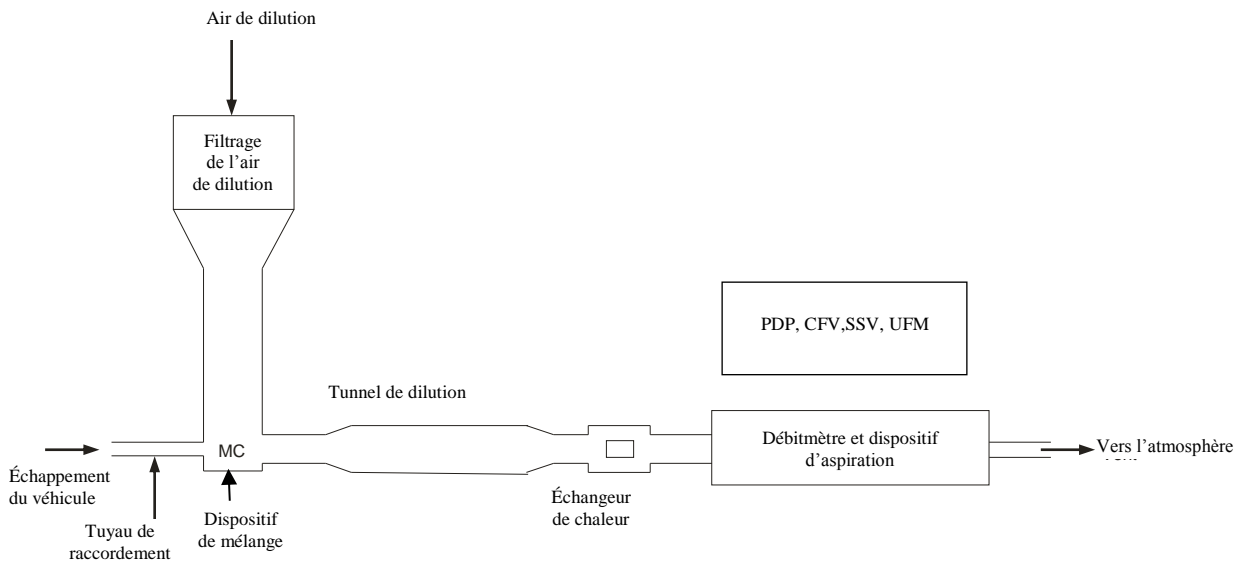 Air de dilution
Filtrage
de l'air
de dilution
PDP, CFV,SSV, UFM
Tunnel de dilution
MC
Débitmètre et dispositif
d'aspiration
Vers l'atmosphère
Échappement
du véhicule
Échangeur
de chaleur
Tuyau de
raccordement
Dispositif
de mélange